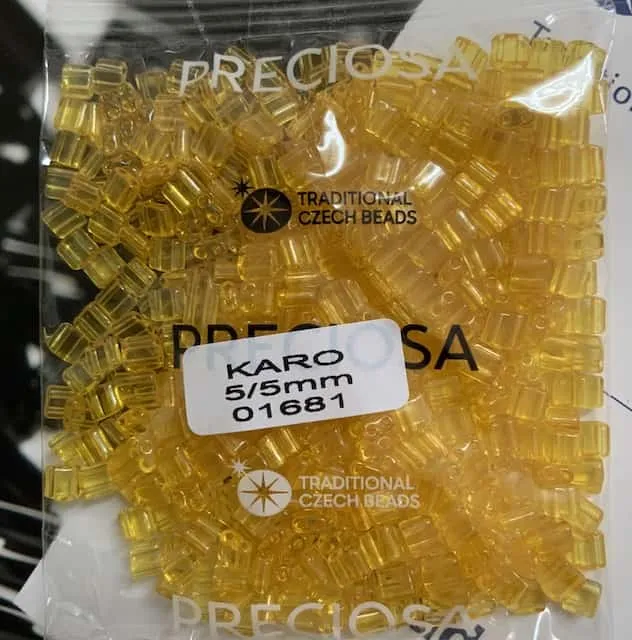 PRECIOSA
TRADITIONAL
CZECH BEADS
PRECIOSA
KARO
5/5mm
01681
TRADITIONAL
CZECH BEADS
PRECIOSA